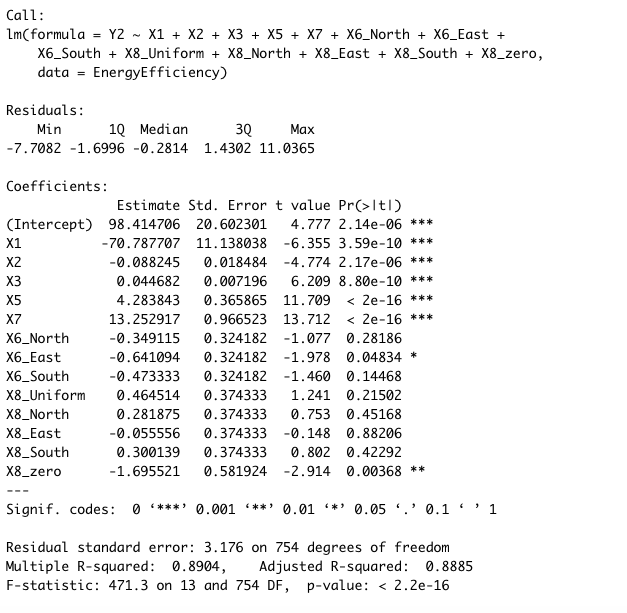 Call:
lm(formula = Y2 ~ X1 + X2 + X3 + X5 + X7 + X6_North + X6_East +
    X6_South + X8_Uniform + X8_North + X8_East + X8_South + X8_zero,
    data = EnergyEfficiency)

Residuals:
    Min      1Q  Median      3Q     Max
-7.7082 -1.6996 -0.2814  1.4302 11.0365

Coefficients:
             Estimate Std. Error t value Pr(>|t|)
(Intercept)  98.414706  20.602301   4.777 2.14e-06 ***
X1          -70.787707  11.138038  -6.355 3.59e-10 ***
X2           -0.088245   0.018484  -4.774 2.17e-06 ***
X3            0.044682   0.007196   6.209 8.80e-10 ***
X5            4.283843   0.365865  11.709  < 2e-16 ***
X7           13.252917   0.966523  13.712  < 2e-16 ***
X6_North     -0.349115   0.324182  -1.077  0.28186
X6_East      -0.641094   0.324182  -1.978  0.04834 *
X6_South     -0.473333   0.324182  -1.460  0.14468
X8_Uniform    0.464514   0.374333   1.241  0.21502
X8_North      0.281875   0.374333   0.753  0.45168
X8_East      -0.055556   0.374333  -0.148  0.88206
X8_South      0.300139   0.374333   0.802  0.42292
X8_zero      -1.695521   0.581924  -2.914  0.00368 **
---
Signif. codes:  0 ‘***’ 0.001 ‘**’ 0.01 ‘*’ 0.05 ‘.’ 0.1 ‘ ’ 1

Residual standard error: 3.176 on 754 degrees of freedom
Multiple R-squared:  0.8904,    Adjusted R-squared:  0.8885
F-statistic: 471.3 on 13 and 754 DF,  p-value: < 2.2e-16